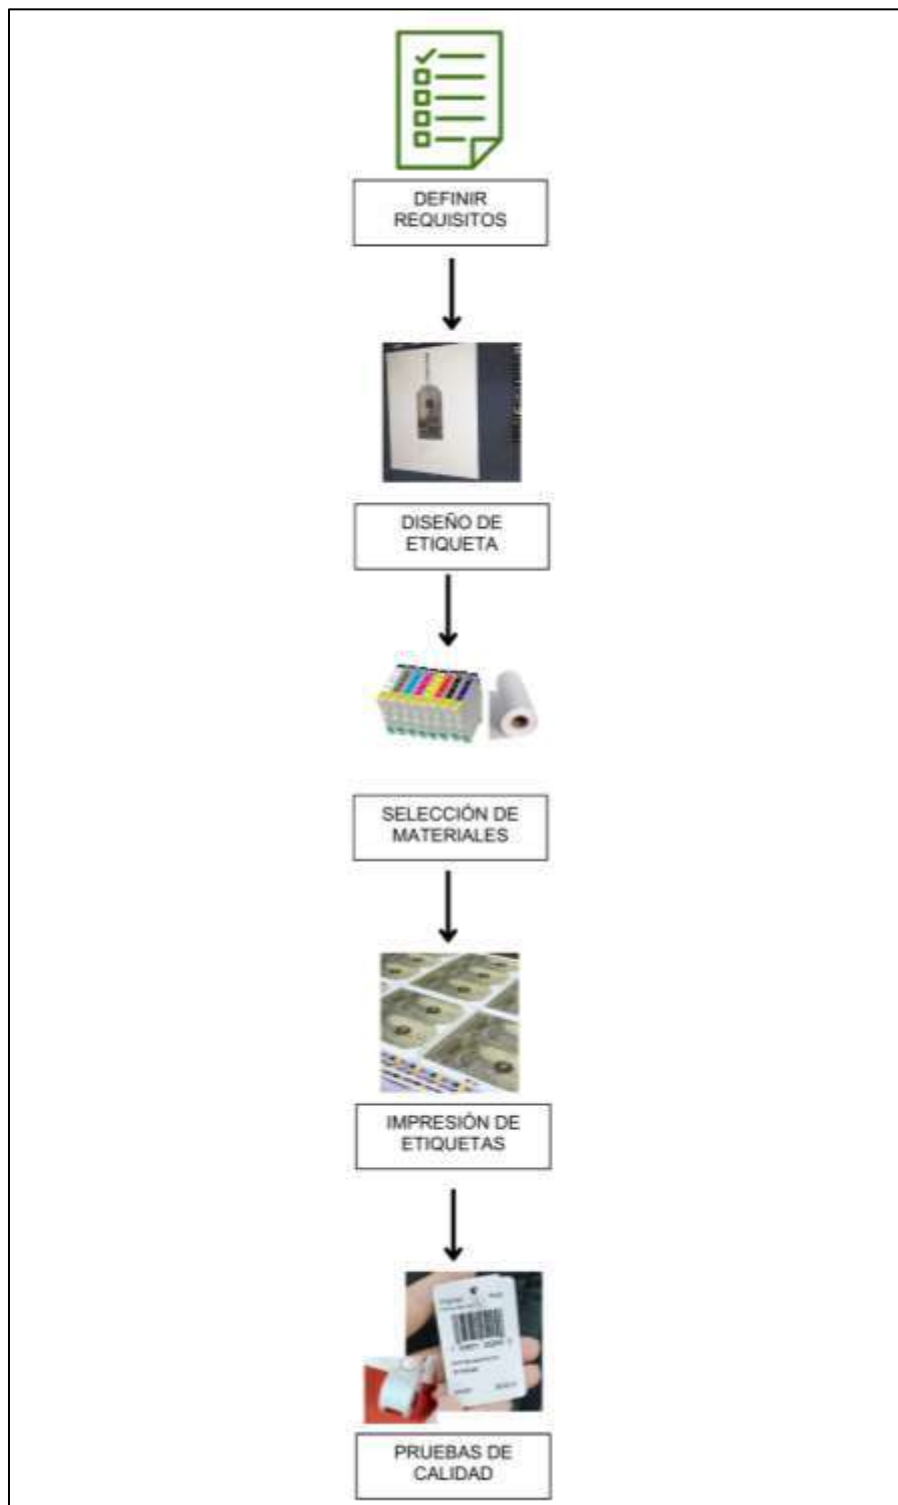 DEFINIR
REQUISITOS
DISEÑO DE
ETIQUETA
SELECCIÓN DE
MATERIALES
IMPRESIÓN DE
ETIQUETAS
PRUEBAS DE
CALIDAD